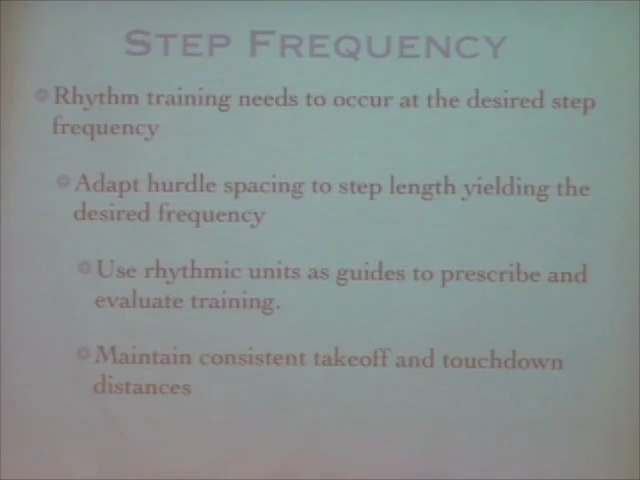 STEP FREQUENCY
Rhythm training needs to occur at the desired step
frequency
Adapt hurdle spacing to step length yielding the
desired frequency
Use rhythmic units as guides to prescribe and
evaluate training.
Maintain consistent takeoff and touchdown
distances